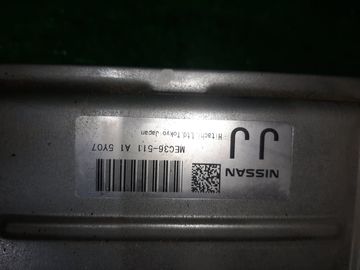 NISSAN
JJ
MEC36-511 A1 5Y07
Hitachi Ltd.Tokyo Japan